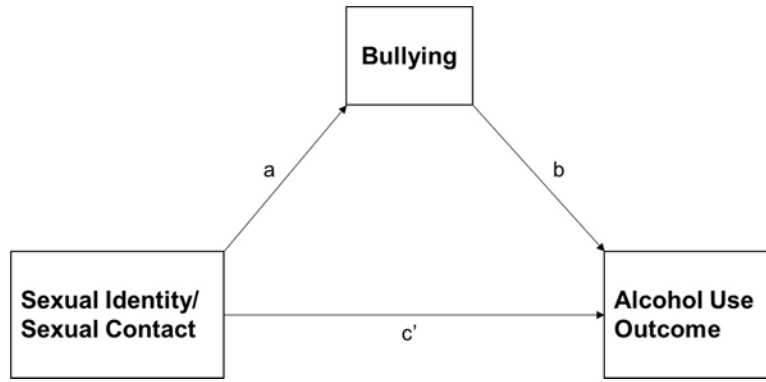 Bullying
a
b
Sexual Identity/
Sexual Contact
c’
Alcohol Use
Outcome